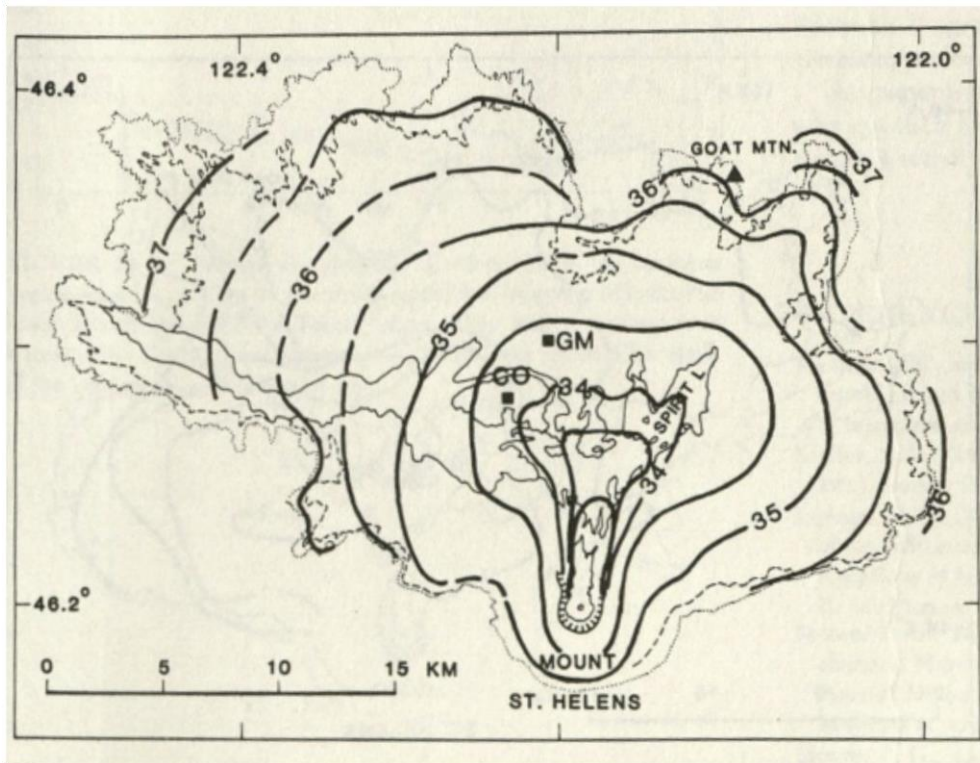 122.4°
122.0°
46.4°
GOAT MTN.
37
36
37
36
35
GM
CO
34
SPIRIT L.
34
35
36
46.2°
0 5 10 15 KM
MOUNT
ST. HELENS